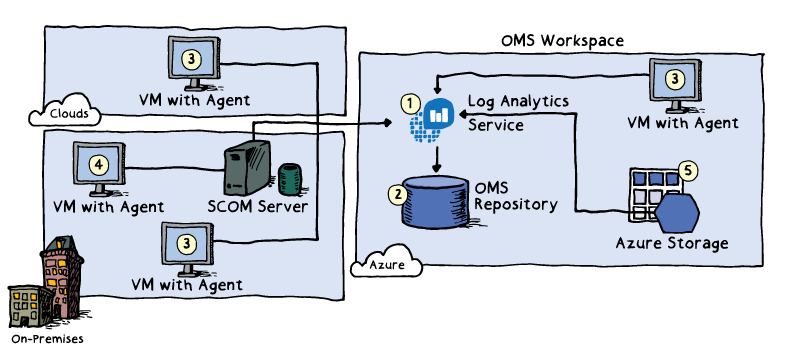 OMS Workspace
3
VM with Agent
Clouds
4
VM with Agent
SCOM Server
3
VM with Agent
On-Premises
1
Log Analytics
Service
3
VM with Agent
2
OMS
Repository
5
Azure Storage
Azure